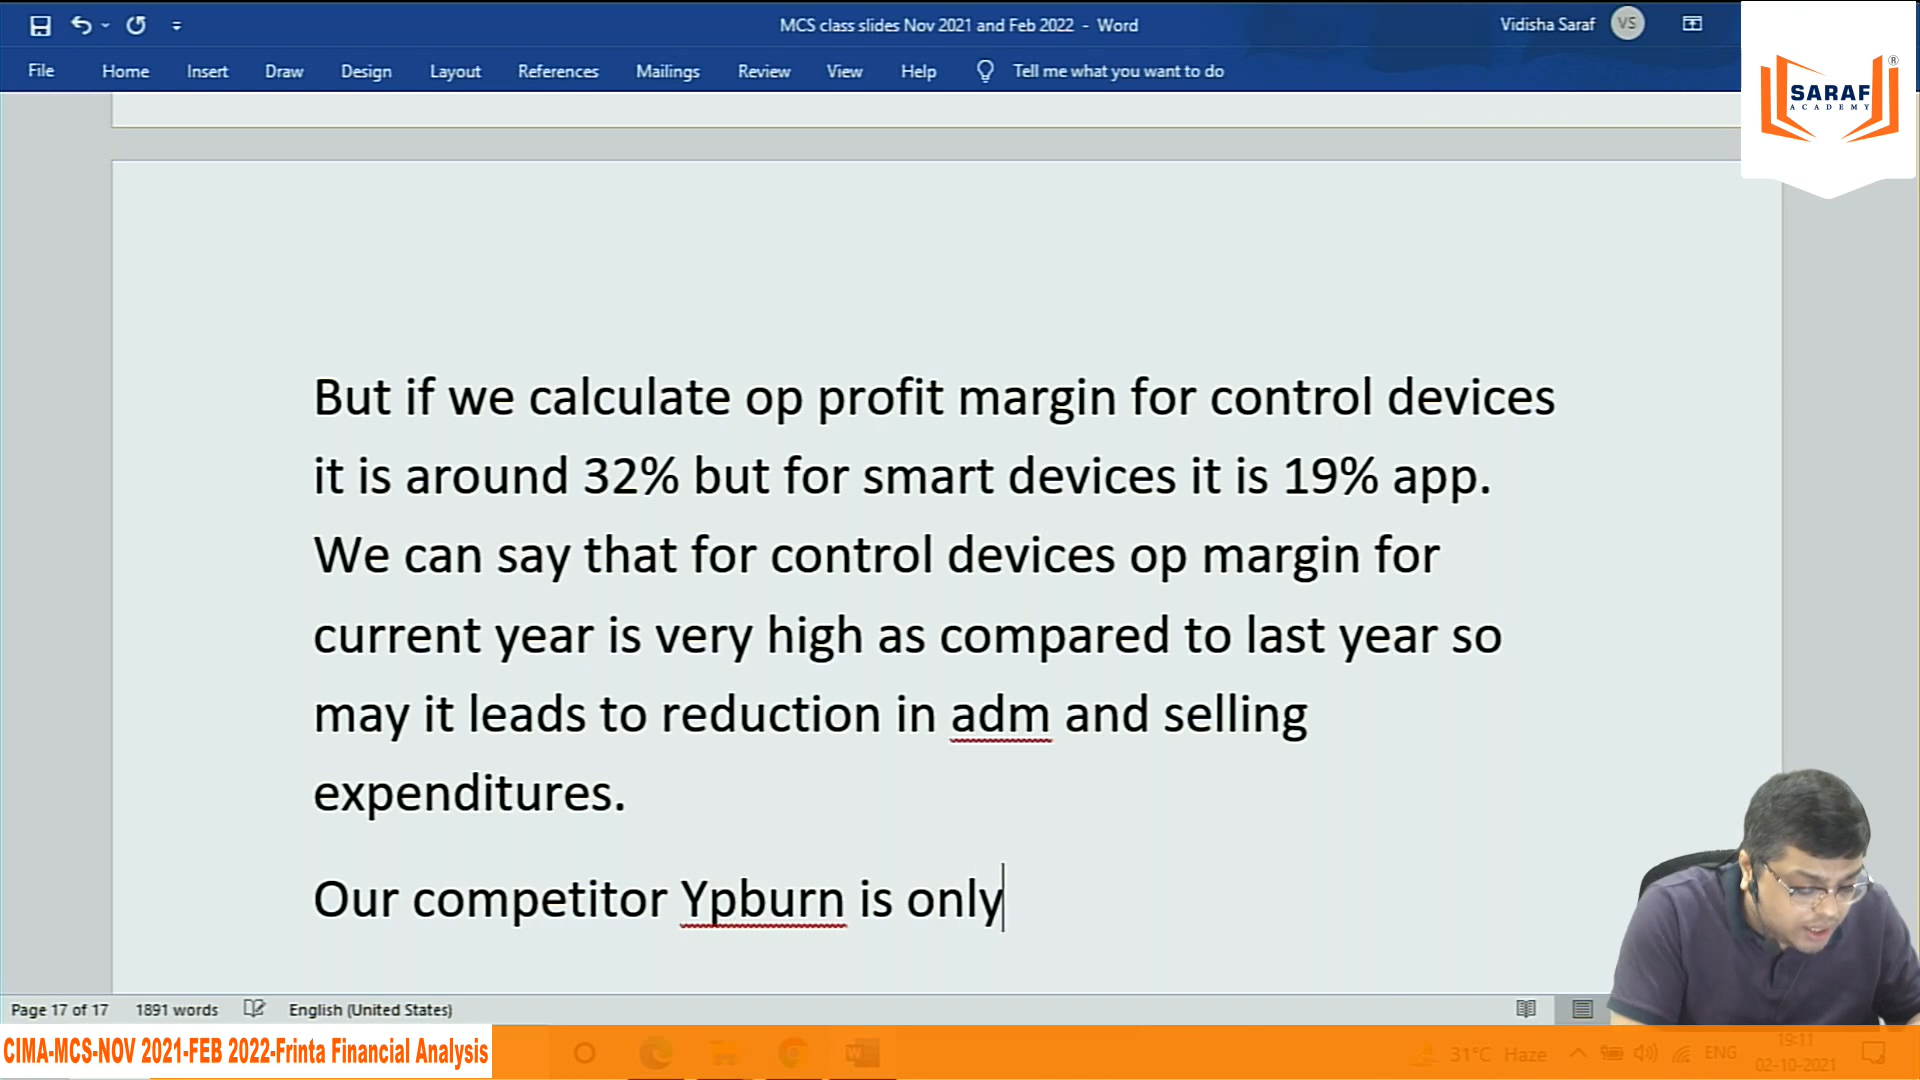 MCS class slides Nov 2021 and Feb 2022 - Word
Vidisha Saraf
VS
File Home Insert Draw Design Layout References Mailings Review View Help Tell me what you want to do
SARAF
ACADEMY
®
But if we calculate op profit margin for control devices
it is around 32% but for smart devices it is 19% app.
We can say that for control devices op margin for
current year is very high as compared to last year so
may it leads to reduction in adm and selling
expenditures.
Our competitor Ypburn is only
Page 17 of 17 1891 words English (United States)
CIMA-MCS-NOV 2021-FEB 2022-Frinta Financial Analysis
31°C Haze ENG
19:11
02-10-2021